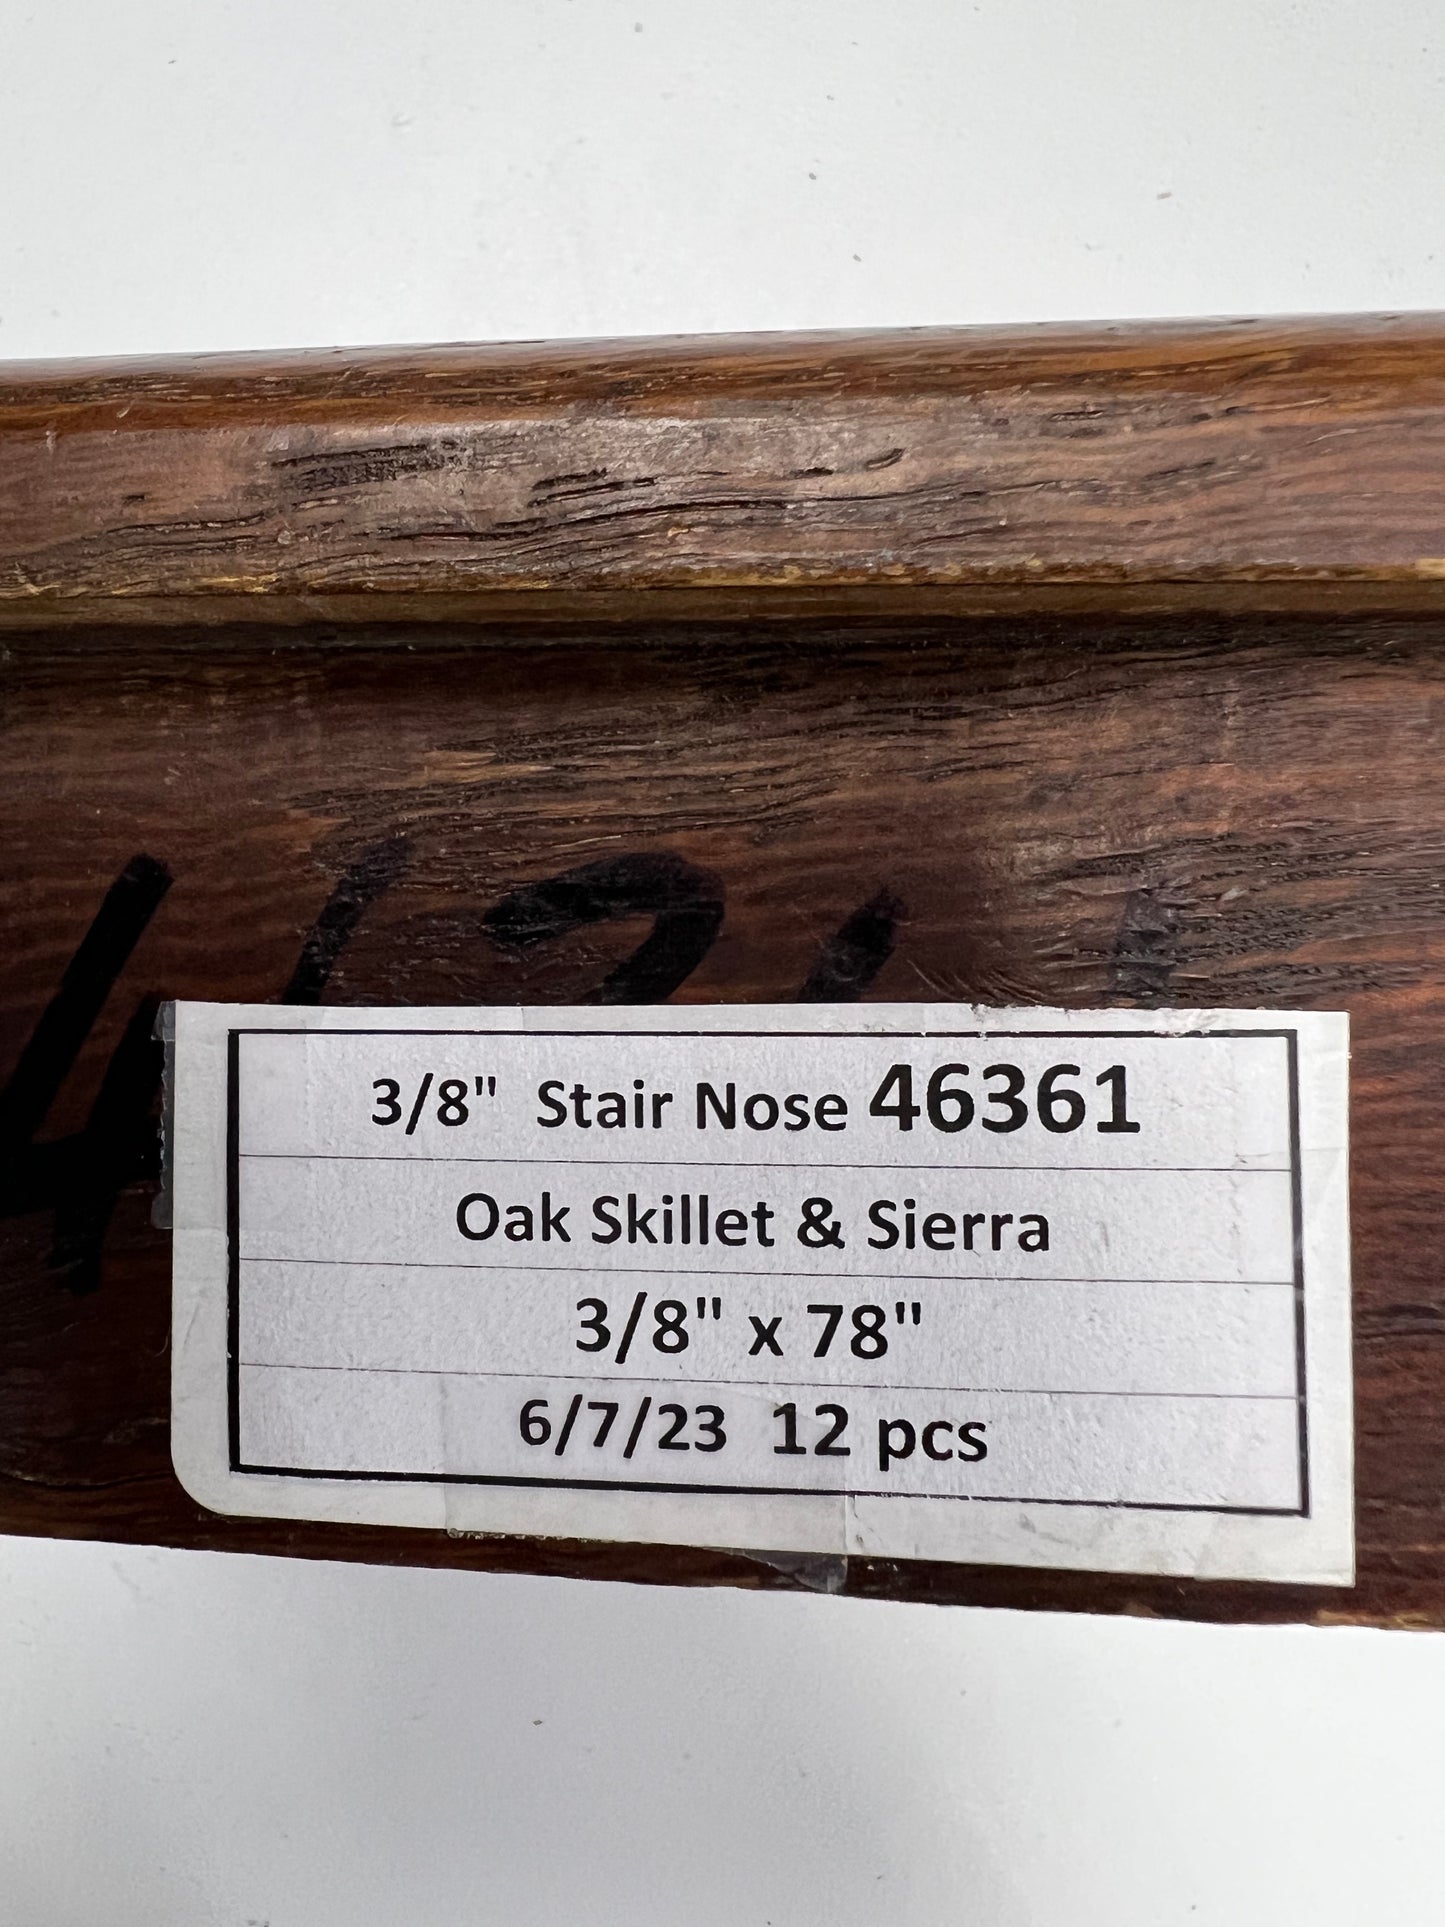 3/8" Stair Nose 46361
Oak Skillet & Sierra
3/8" x 78"
6/7/23 12 pcs